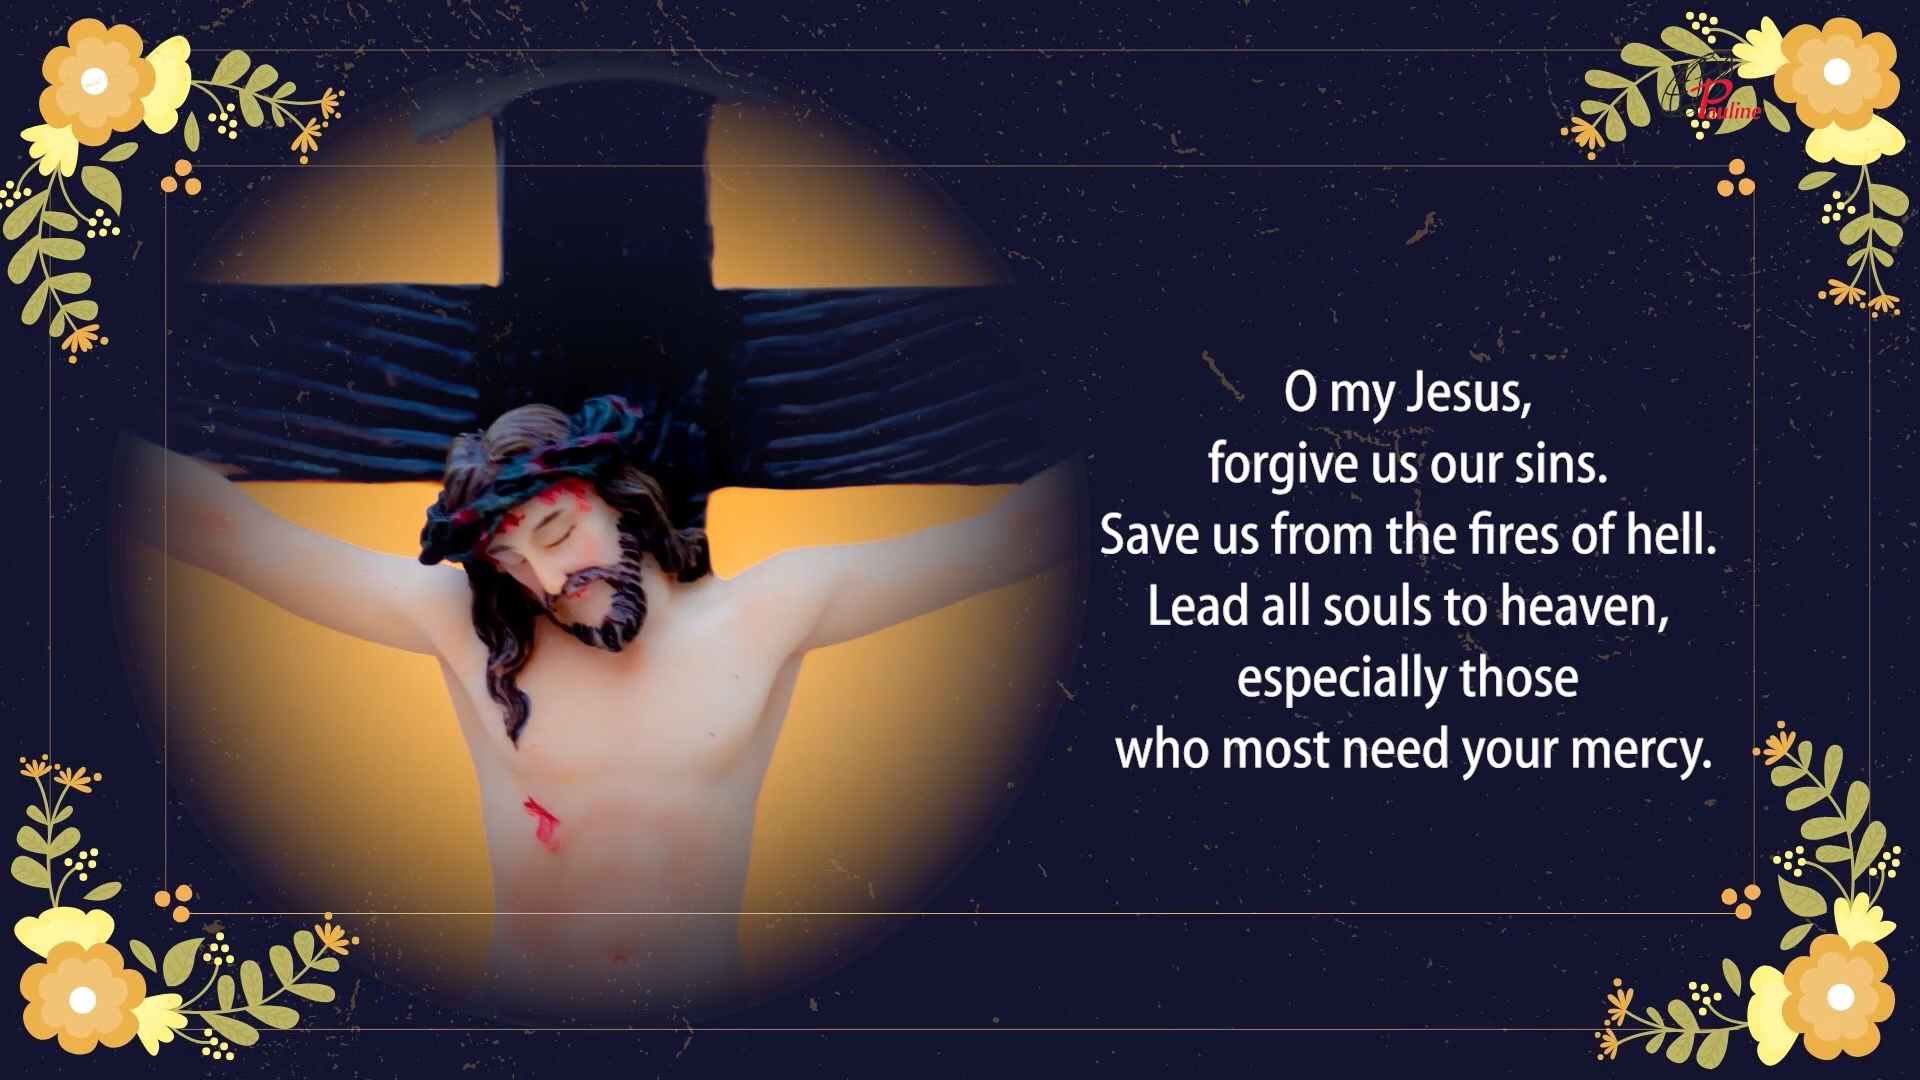 Pauline
O my Jesus,
forgive us our sins.
Save us from the fires of hell.
Lead all souls to heaven,
especially those
who most need your mercy.